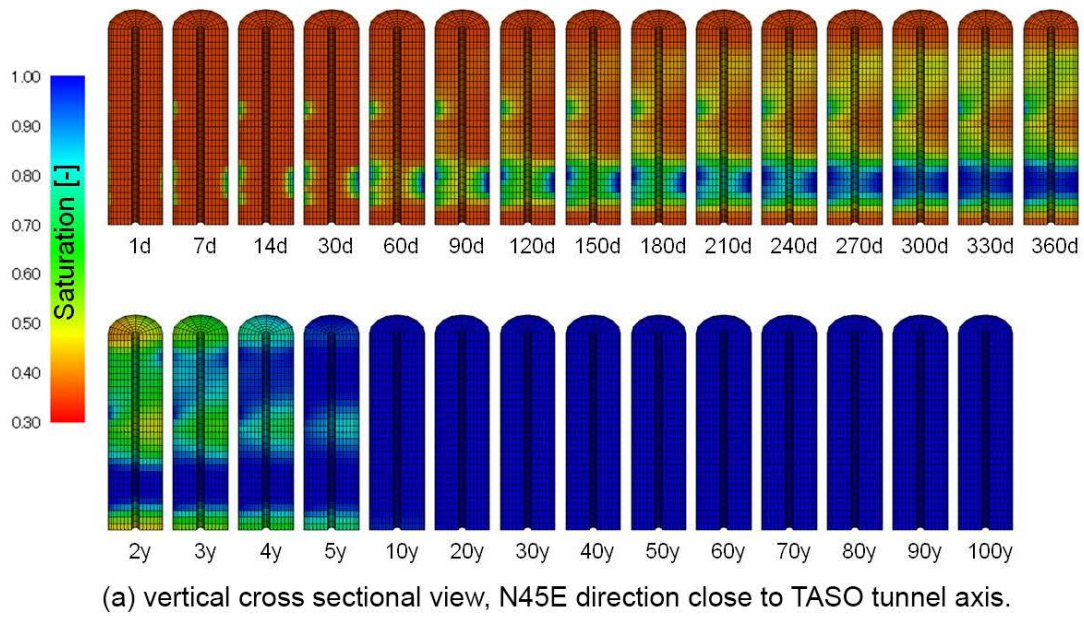 1.00
0.90
0.80
0.70
0.60
0.50
0.40
0.30
Saturation [-]
1d 7d 14d 30d 60d 90d 120d 150d 180d 210d 240d 270d 300d 330d 360d
2y 3y 4y 5y 10y 20y 30y 40y 50y 60y 70y 80y 90y 100y
(a) vertical cross sectional view, N45E direction close to TASO tunnel axis.